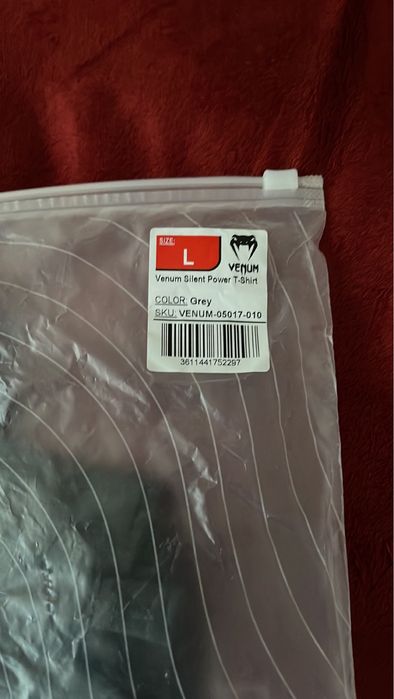 SIZE:
L
VENUM
Venum Silent Power T-Shirt
COLOR: Grey
SKU: VENUM-05017-010
3611441752297